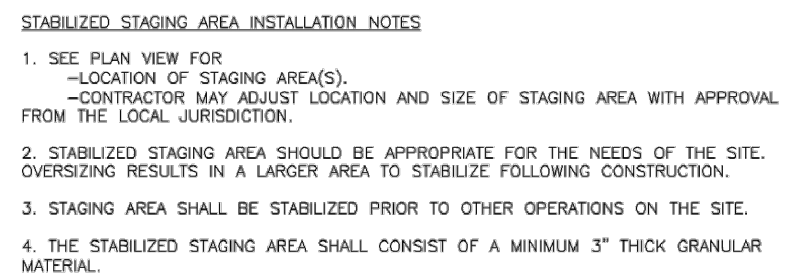 STABILIZED STAGING AREA INSTALLATION NOTES
1. SEE PLAN VIEW FOR
-LOCATION OF STAGING AREA(S).
-CONTRACTOR MAY ADJUST LOCATION AND SIZE OF STAGING AREA WITH APPROVAL
FROM THE LOCAL JURISDICTION.
2. STABILIZED STAGING AREA SHOULD BE APPROPRIATE FOR THE NEEDS OF THE SITE.
OVERSIZING RESULTS IN A LARGER AREA TO STABILIZE FOLLOWING CONSTRUCTION.
3. STAGING AREA SHALL BE STABILIZED PRIOR TO OTHER OPERATIONS ON THE SITE.
4. THE STABILIZED STAGING AREA SHALL CONSIST OF A MINIMUM 3" THICK GRANULAR
MATERIAL.